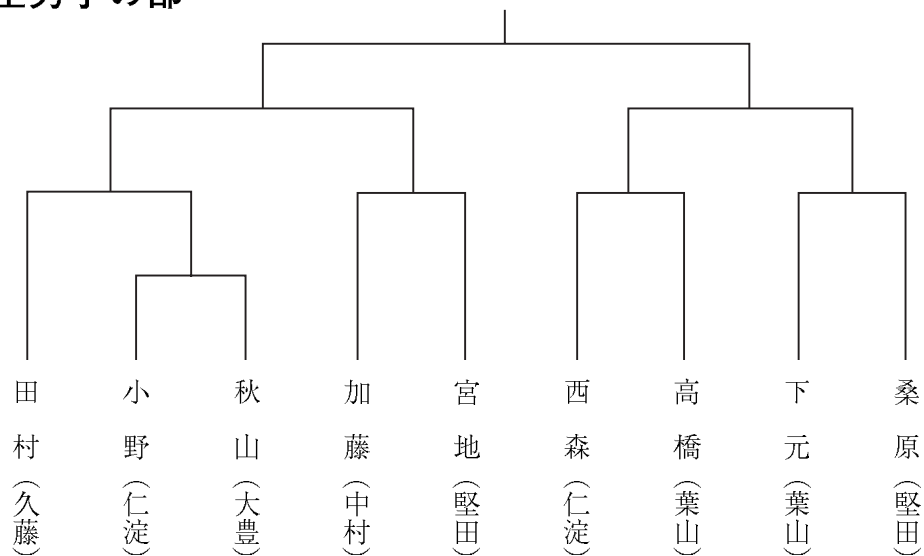 男子の部
田村(久藤)
小野(仁淀)
秋山(大豊)
加藤(中村)
宮地(堅田)
西森(仁淀)
高橋(葉山)
下元(葉山)
桑原(堅田)